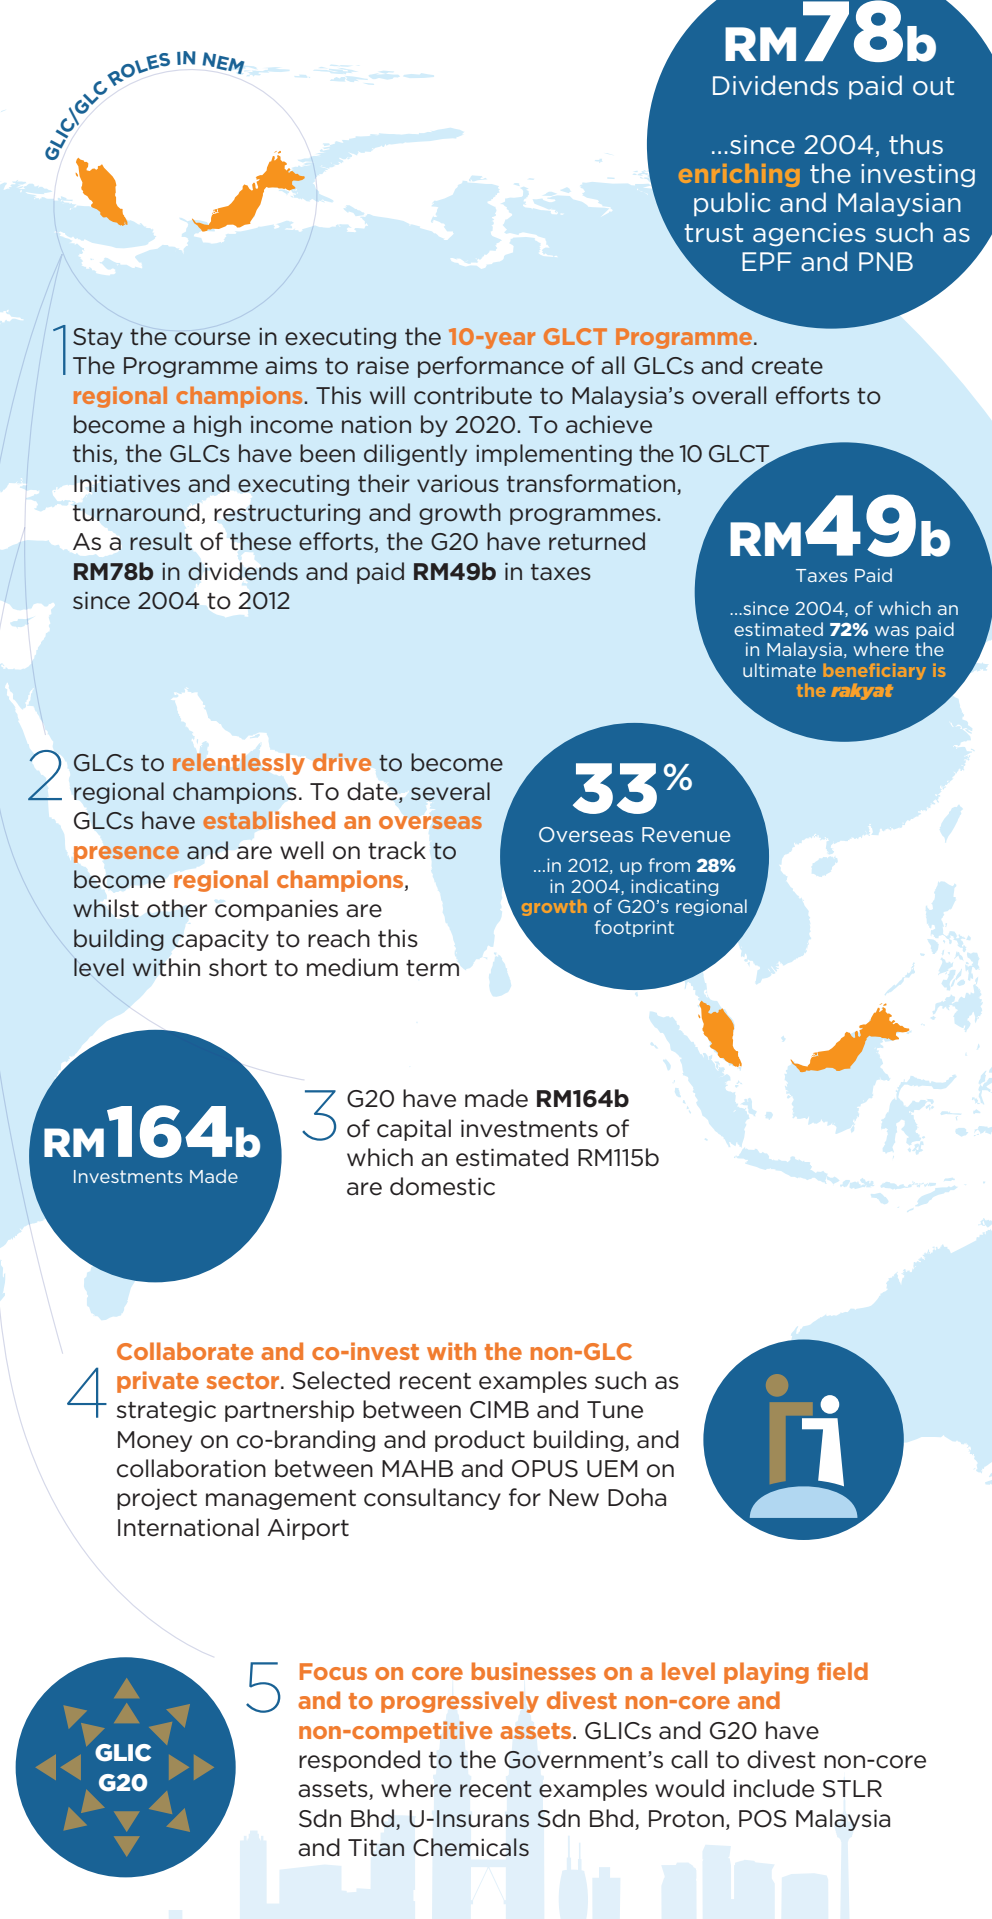 RM78b
Dividends paid out
...since 2004, thus
enriching the investing
public and Malaysian
trust agencies such as
EPF and PNB
GLIC/GLC ROLES IN NEM
1
Stay the course in executing the 10-year GLCT Programme.
The Programme aims to raise performance of all GLCs and create
regional champions. This will contribute to Malaysia's overall efforts to
become a high income nation by 2020. To achieve
this, the GLCs have been diligently implementing the 10 GLCT
Initiatives and executing their various transformation,
turnaround, restructuring and growth programmes.
As a result of these efforts, the G20 have returned
RM78b in dividends and paid RM49b in taxes
since 2004 to 2012
RM49b
Taxes Paid
...since 2004, of which an
estimated 72% was paid
in Malaysia, where the
ultimate beneficiary is
the rakyat
2
GLCs to relentlessly drive to become
regional champions. To date, several
GLCs have established an overseas
presence and are well on track to
become regional champions,
whilst other companies are
building capacity to reach this
level within short to medium term
33%
Overseas Revenue
...in 2012, up from 28%
in 2004, indicating
growth of G20's regional
footprint
RM164b
Investments Made
3
G20 have made RM164b
of capital investments of
which an estimated RM115b
are domestic
4
Collaborate and co-invest with the non-GLC
private sector. Selected recent examples such as
strategic partnership between CIMB and Tune
Money on co-branding and product building, and
collaboration between MAHB and OPUS UEM on
project management consultancy for New Doha
International Airport
GLIC
G20
5
Focus on core businesses on a level playing field
and to progressively divest non-core and
non-competitive assets. GLICs and G20 have
responded to the Government's call to divest non-core
assets, where recent examples would include STLR
Sdn Bhd, U-Insurans Sdn Bhd, Proton, POS Malaysia
and Titan Chemicals